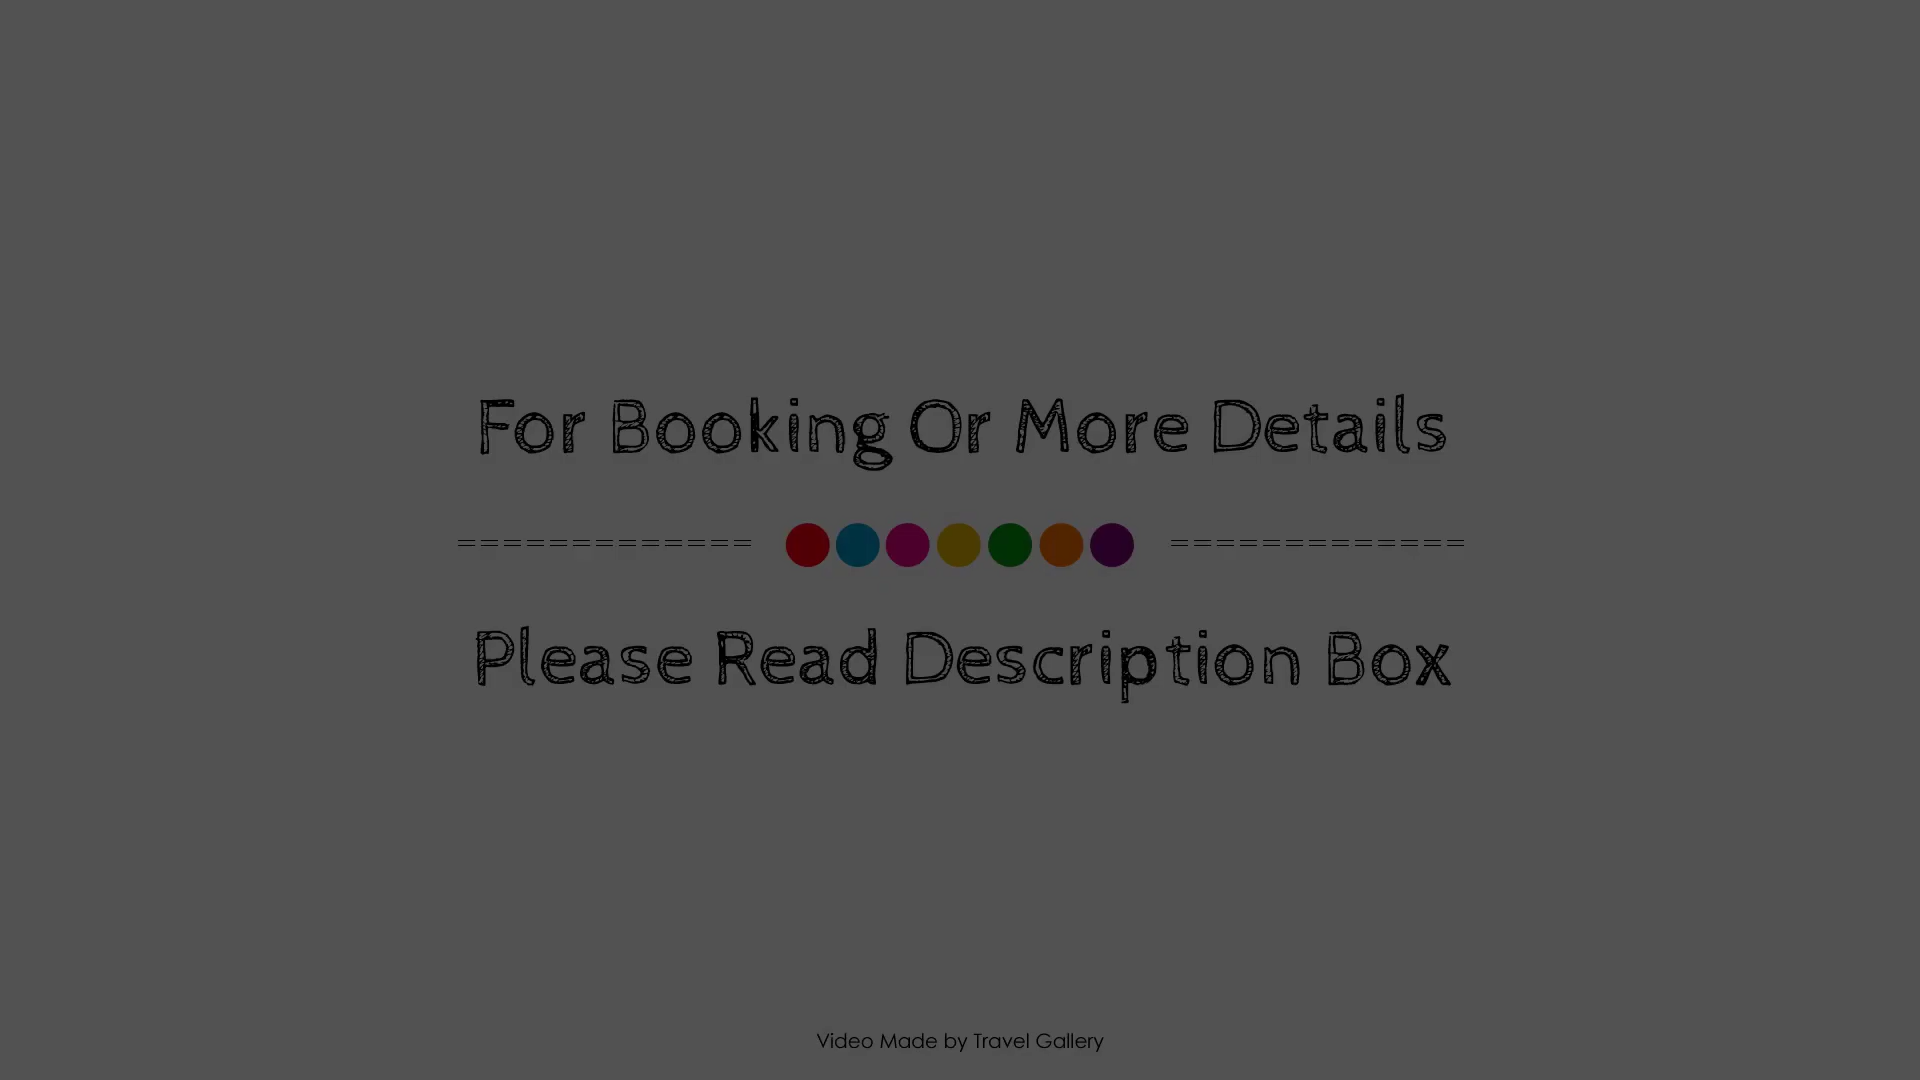 For Booking Or More Details
============= =============
Please Read Description Box
Video Made by Travel Gallery